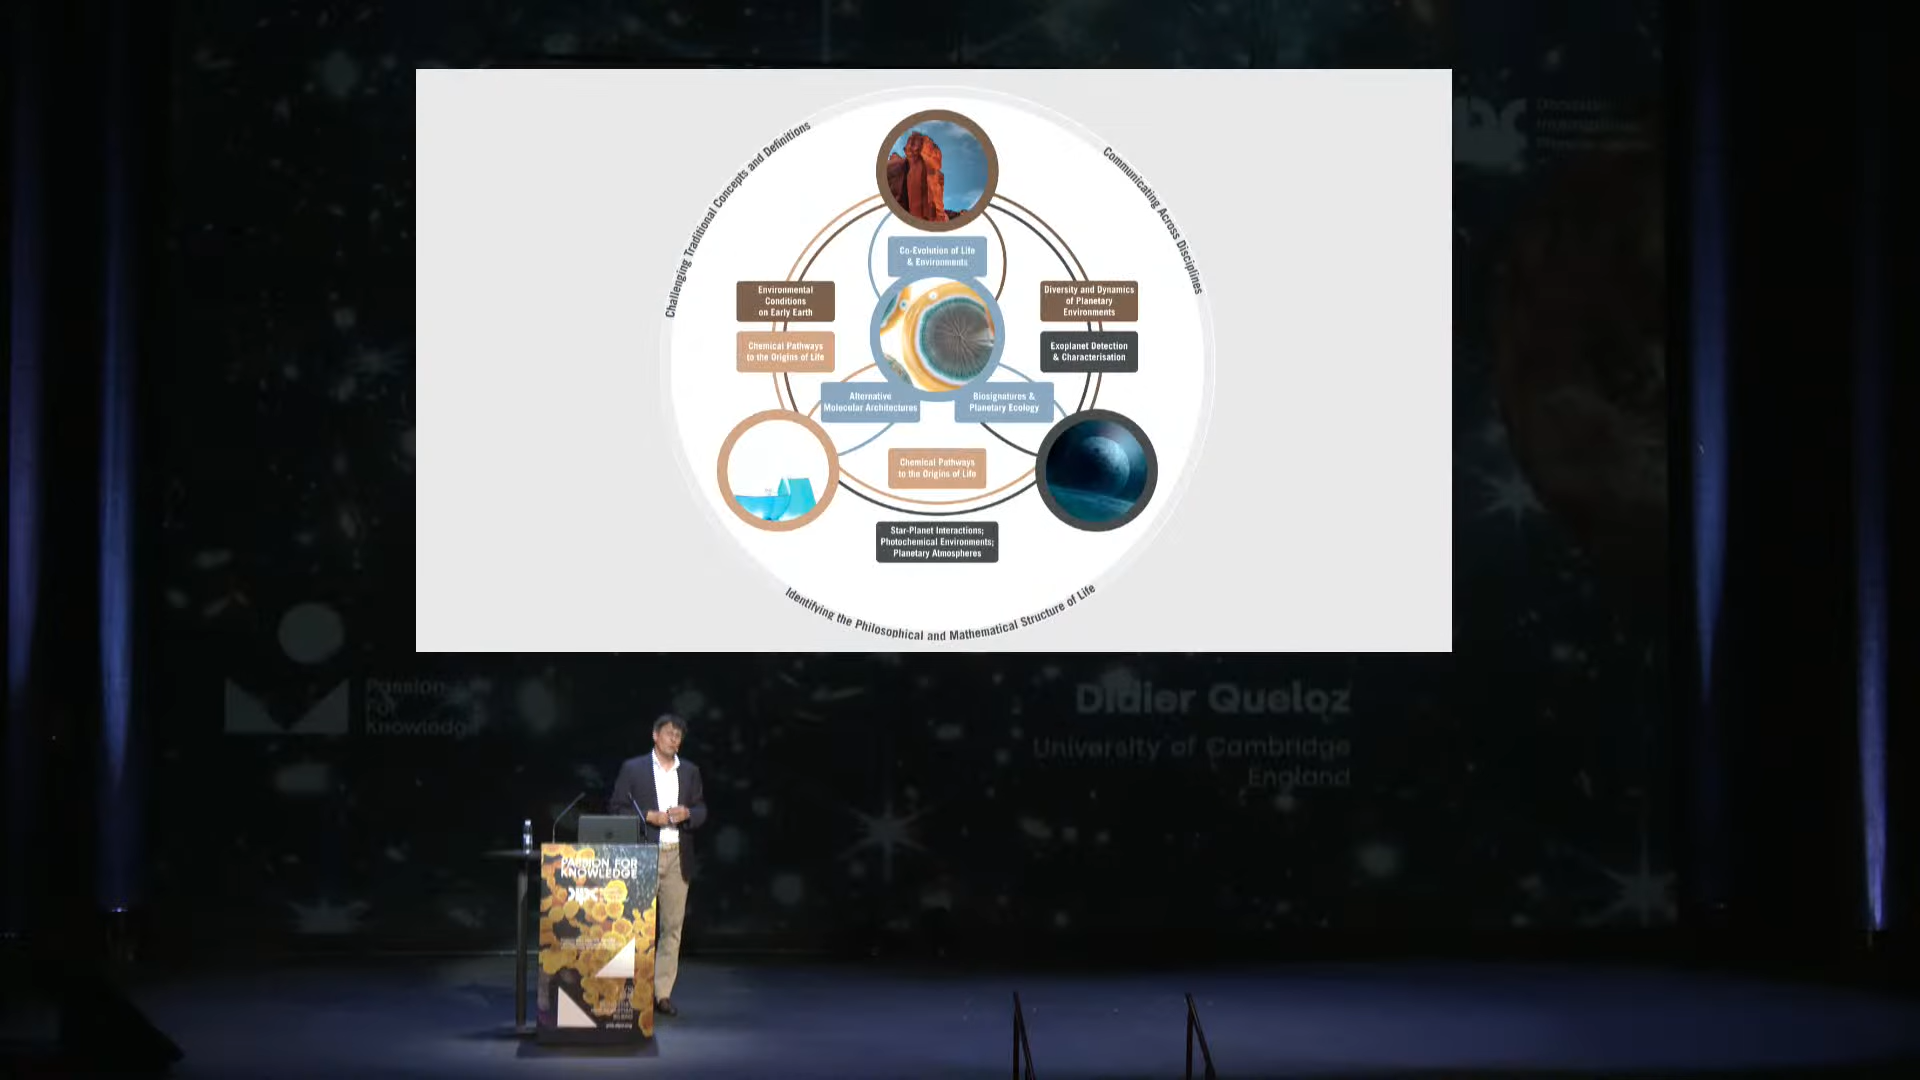 Challenging Traditional Concepts and Definitions
Communicating Across Disciplines
Co-Evolution of Life
& Environments
Environmental
Conditions
on Early Earth
Diversity and Dynamics
of Planetary
Environments
Chemical Pathways
to the Origins of Life
Exoplanet Detection
& Characterisation
Alternative
Molecular Architectures
Biosignatures &
Planetary Ecology
Chemical Pathways
to the Origins of Life
Star-Planet Interactions;
Photochemical Environments;
Planetary Atmospheres
Identifying the Philosophical and Mathematical Structure of Life
Passion
For
Knowledge
Didier Queloz
University of Cambridge
England
PASSION FOR
KNOWLEDGE
dipc